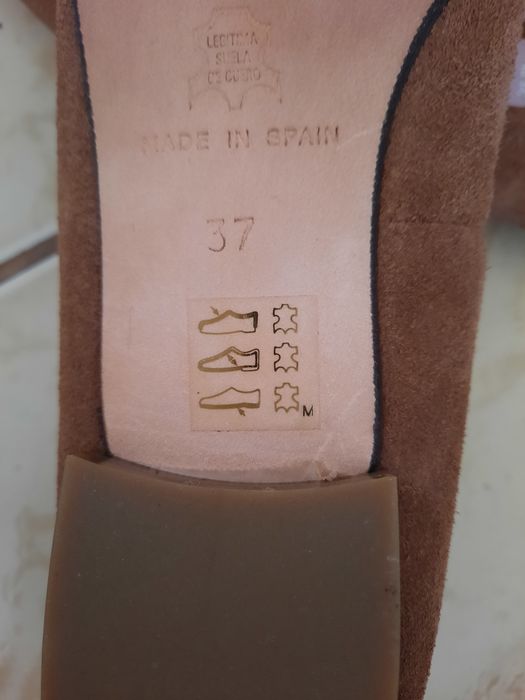 LEGITIMA
SUELA
DE CUERO
MADE IN SPAIN
37
M